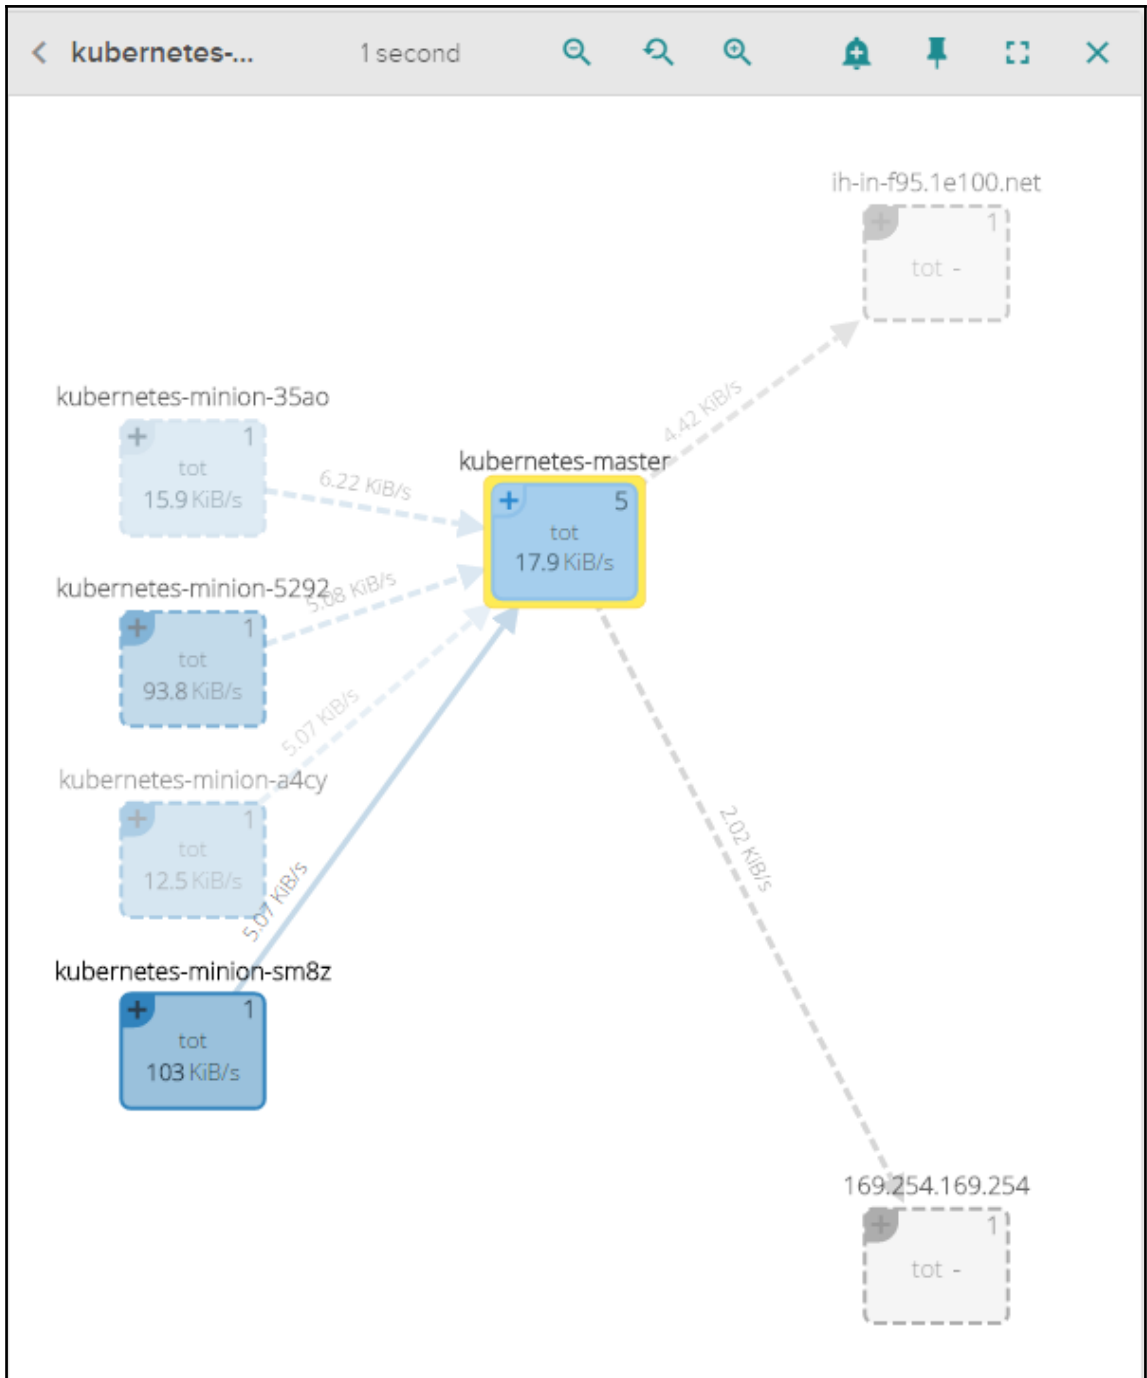 kubernetes-...
1 second
ih-in-f95.1e100.net
1
tot -
4.42 KiB/s
kubernetes-minion-35ao
1
tot
15.9 KiB/s
6.22 KiB/s
kubernetes-master
5
tot
17.9 KiB/s
kubernetes-minion-5292
1
tot
93.8 KiB/s
5.08 KiB/s
kubernetes-minion-a4cy
1
tot
12.5 KiB/s
5.07 KiB/s
kubernetes-minion-sm8z
1
tot
103 KiB/s
5.07 KiB/s
2.02 KiB/s
169.254.169.254
1
tot -